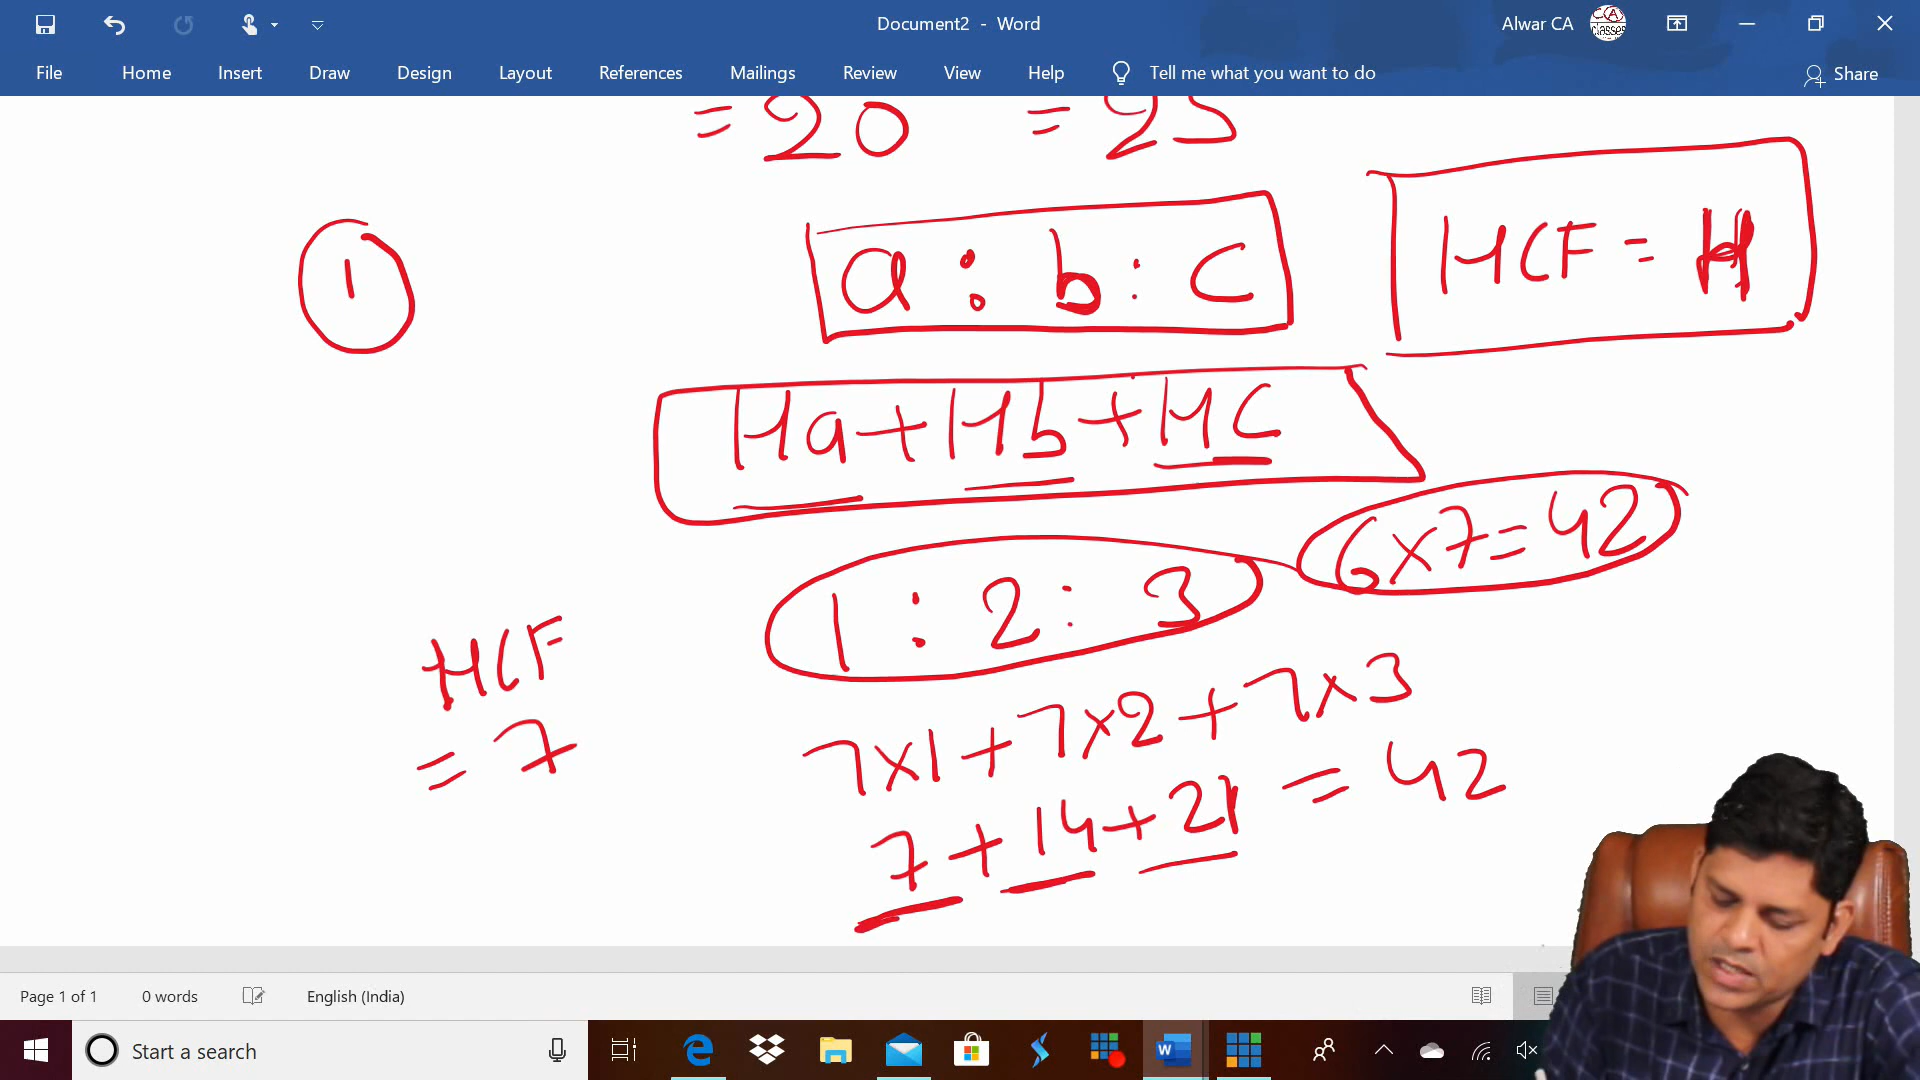 Document2 - Word
Alwar CA
CA classes
File Home Insert Draw Design Layout References Mailings Review View Help Tell me what you want to do Share
= 20 = 25
1
a : b : c
HCF = H
Ha + Hb + HC
6x7=42
1 : 2 : 3
HCF
= 7
7x1 + 7x2 + 7x3
7 + 14 + 21 = 42
Page 1 of 1 0 words English (India)
Start a search